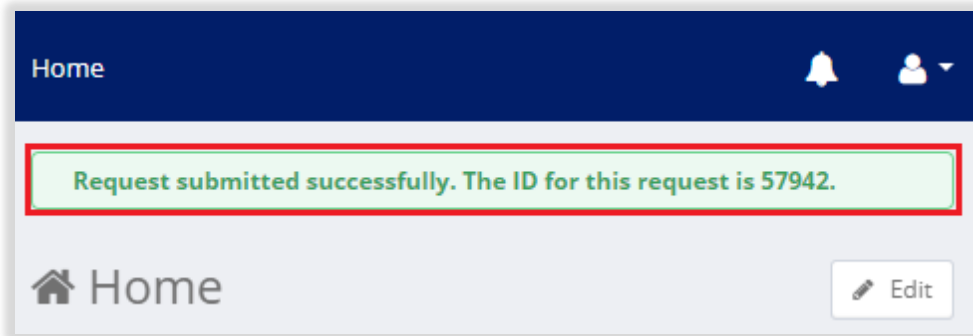 Home
Request submitted successfully. The ID for this request is 57942.
Home
Edit